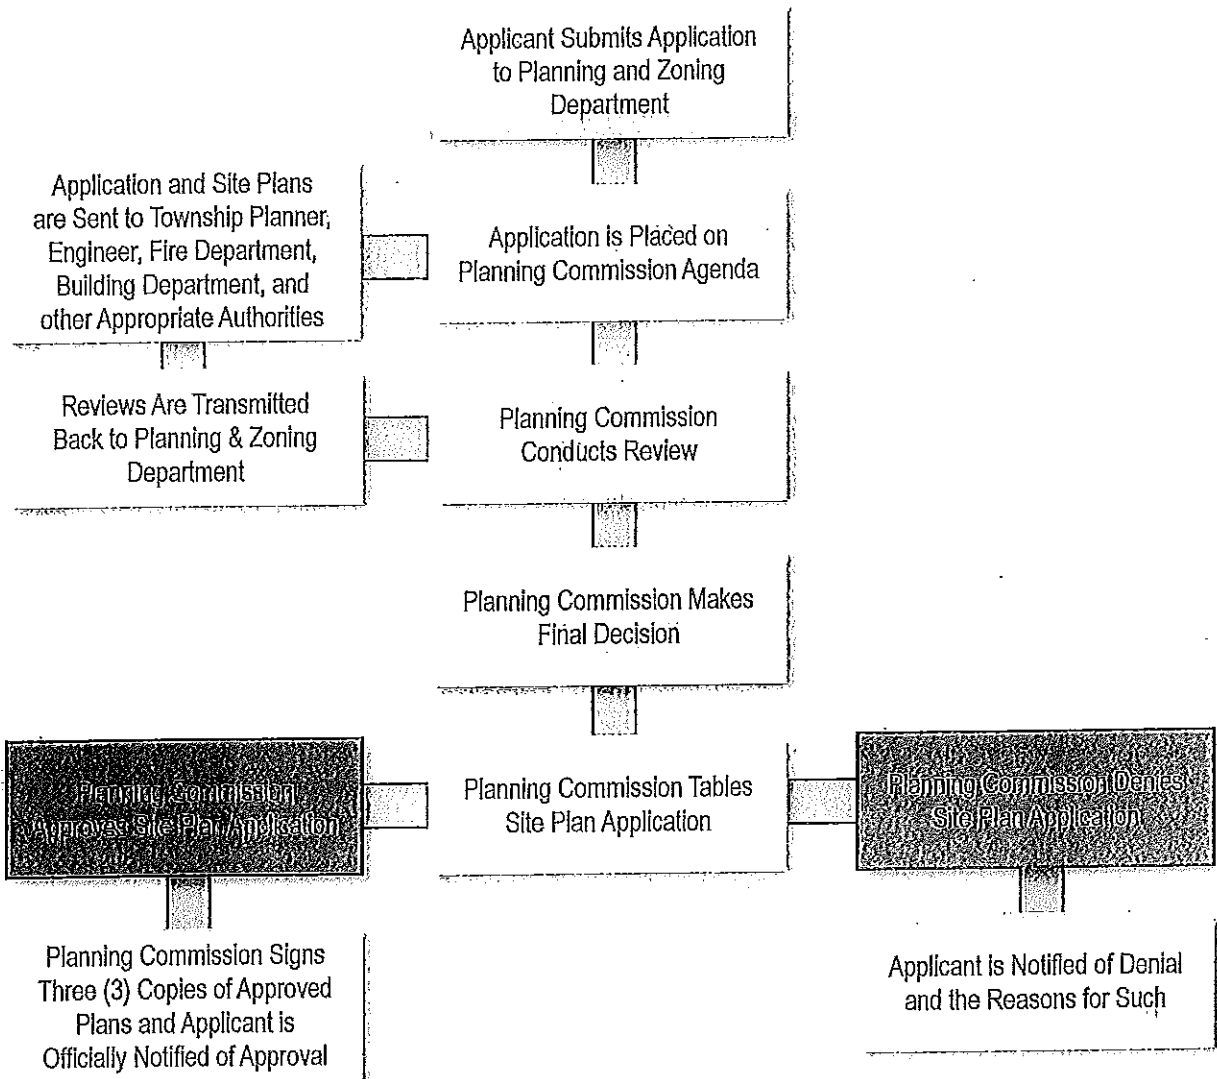 Applicant Submits Application
to Planning and Zoning
Department
Application and Site Plans
are Sent to Township Planner,
Engineer, Fire Department,
Building Department, and
other Appropriate Authorities
Application is Placed on
Planning Commission Agenda
Reviews Are Transmitted
Back to Planning & Zoning
Department
Planning Commission
Conducts Review
Planning Commission Makes
Final Decision
Planning Commission
Approves Site Plan Application
Planning Commission Tables
Site Plan Application
Planning Commission Denies
Site Plan Application
Planning Commission Signs
Three (3) Copies of Approved
Plans and Applicant is
Officially Notified of Approval
Applicant is Notified of Denial
and the Reasons for Such